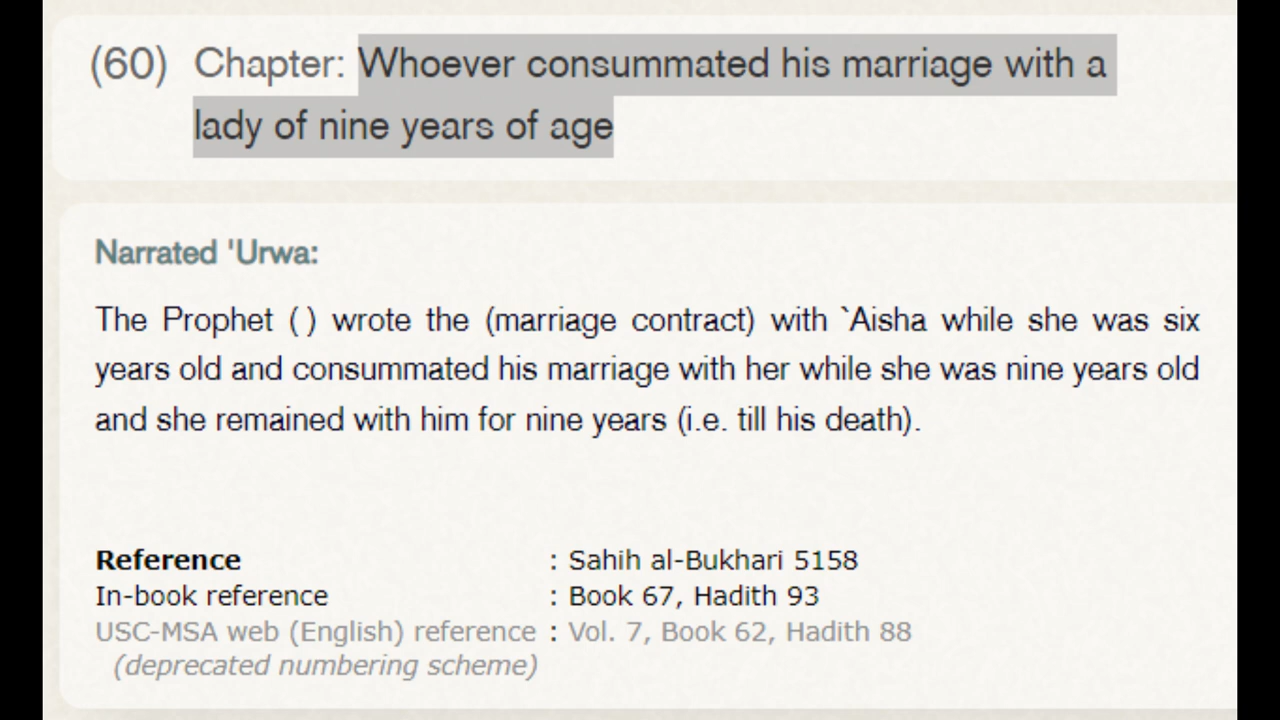 (60) Chapter: Whoever consummated his marriage with a
lady of nine years of age
Narrated 'Urwa:
The Prophet ( ) wrote the (marriage contract) with `Aisha while she was six
years old and consummated his marriage with her while she was nine years old
and she remained with him for nine years (i.e. till his death).
Reference : Sahih al-Bukhari 5158
In-book reference : Book 67, Hadith 93
USC-MSA web (English) reference : Vol. 7, Book 62, Hadith 88
(deprecated numbering scheme)